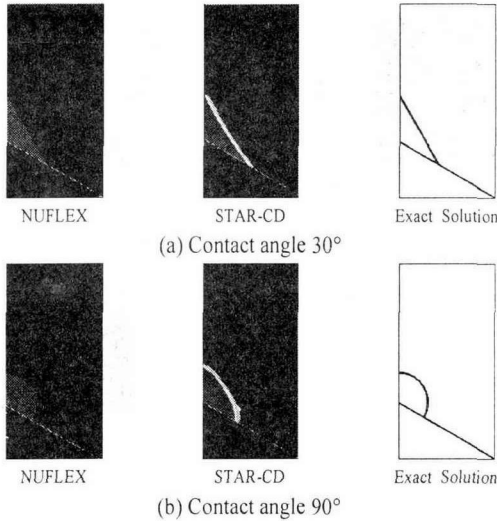 NUFLEX STAR-CD Exact Solution
(a) Contact angle 30°
NUFLEX STAR-CD Exact Solution
(b) Contact angle 90°